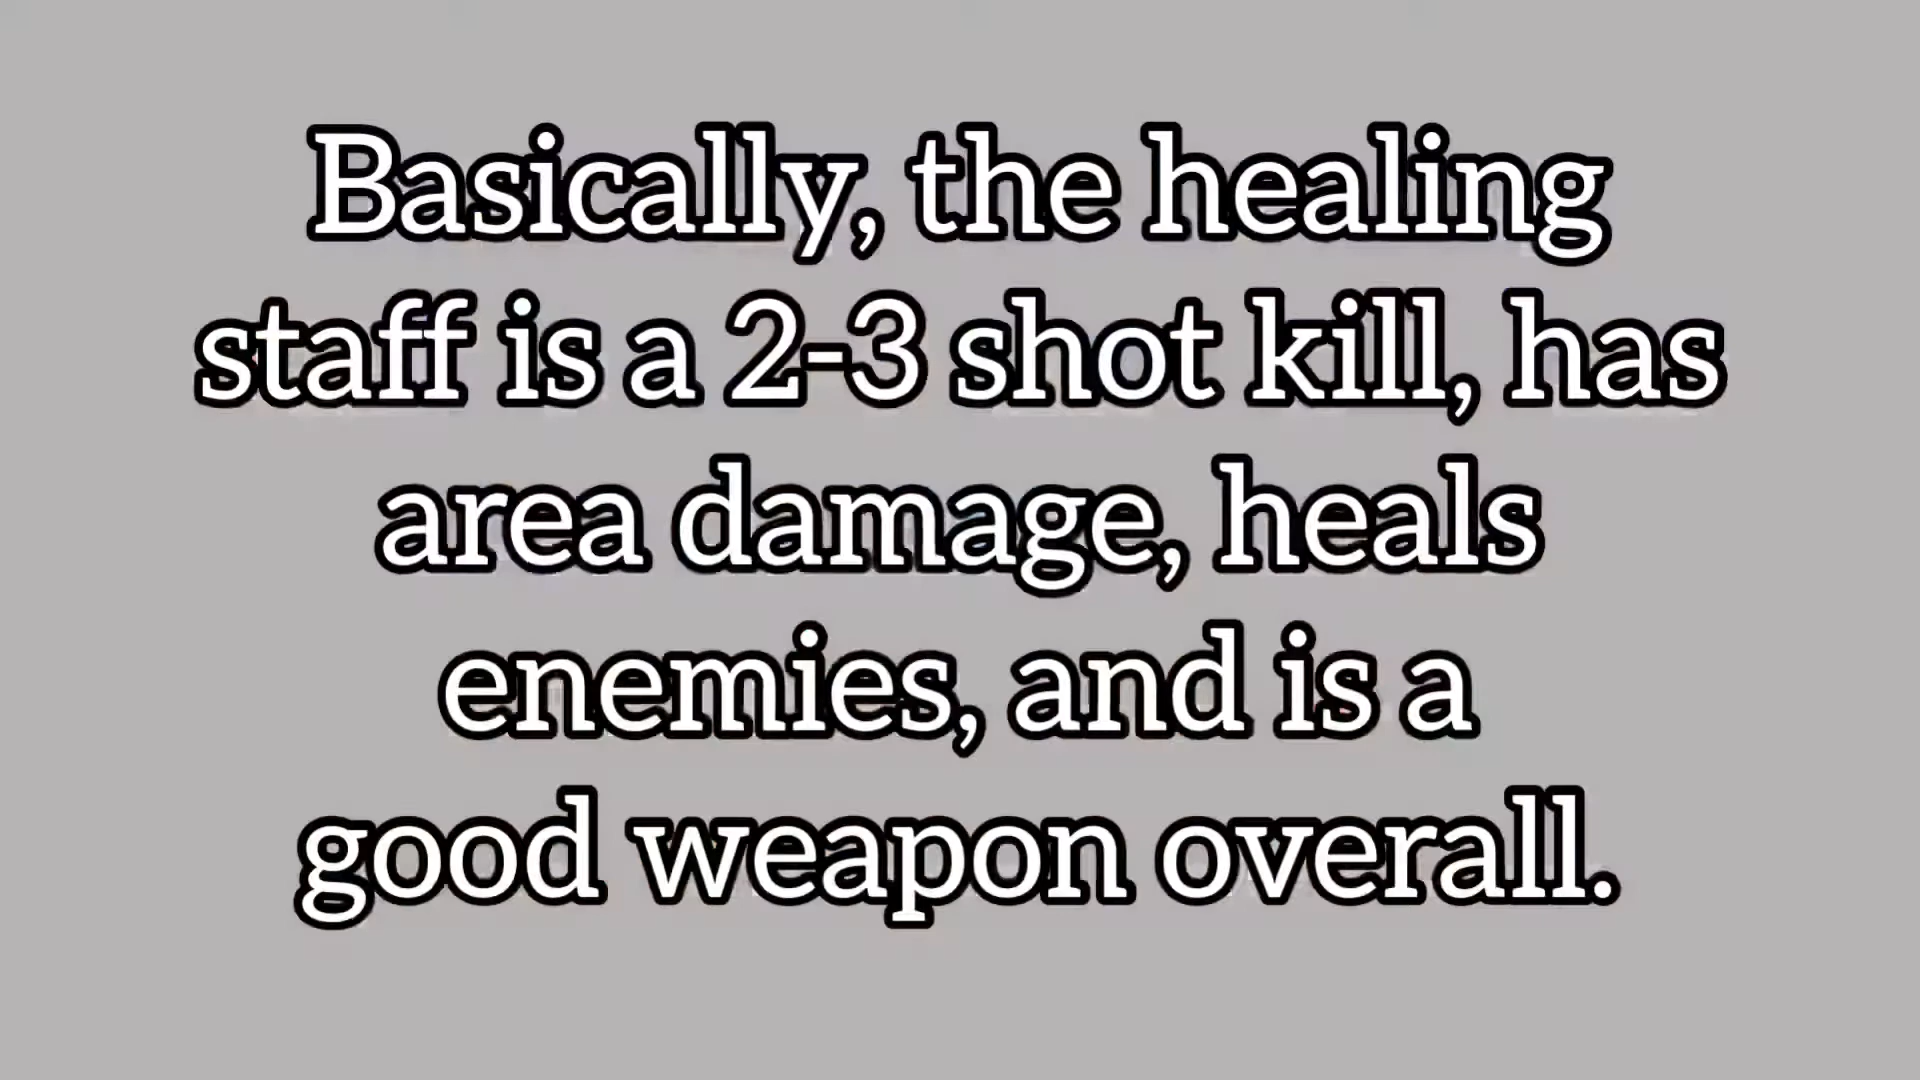 Basically, the healing
staff is a 2-3 shot kill, has
area damage, heals
enemies, and is a
good weapon overall.